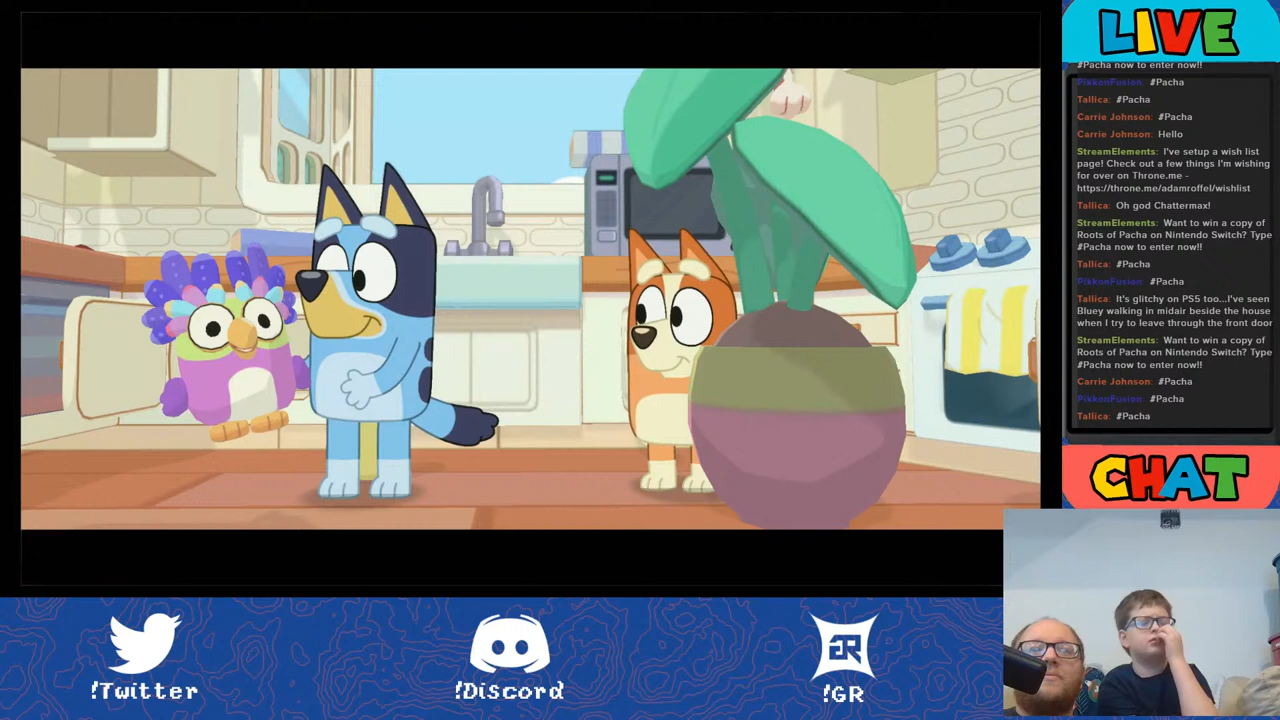 LIVE
#Pacha now to enter now!!
PikkonFusion: #Pacha
Tallica: #Pacha
Carrie Johnson: #Pacha
Carrie Johnson: Hello
StreamElements: I've setup a wish list
page! Check out a few things I'm wishing
for over on Throne.me -
https://throne.me/adamroffel/wishlist
Tallica: Oh god Chattermax!
StreamElements: Want to win a copy of
Roots of Pacha on Nintendo Switch? Type
#Pacha now to enter now!!
Tallica: #Pacha
PikkonFusion: #Pacha
Tallica: It's glitchy on PS5 too...I've seen
Bluey walking in midair beside the house
when I try to leave through the front door
StreamElements: Want to win a copy of
Roots of Pacha on Nintendo Switch? Type
#Pacha now to enter now!!
Carrie Johnson: #Pacha
PikkonFusion: #Pacha
Tallica: #Pacha
CHAT
!Twitter
!Discord
GR
!GR